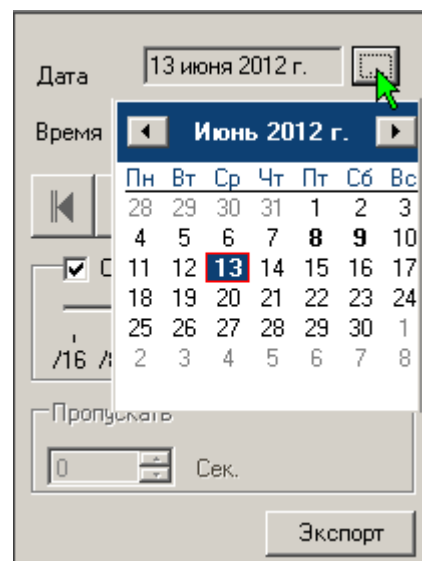 Дата 13 июня 2012 г. ...
Время
Июнь 2012 г.
Пн Вт Ср Чт Пт Сб Вс
28 29 30 31 1 2 3
4 5 6 7 8 9 10
11 12 13 14 15 16 17
18 19 20 21 22 23 24
25 26 27 28 29 30 1
2 3 4 5 6 7 8
/16
Пропускать
0 Сек.
Экспорт